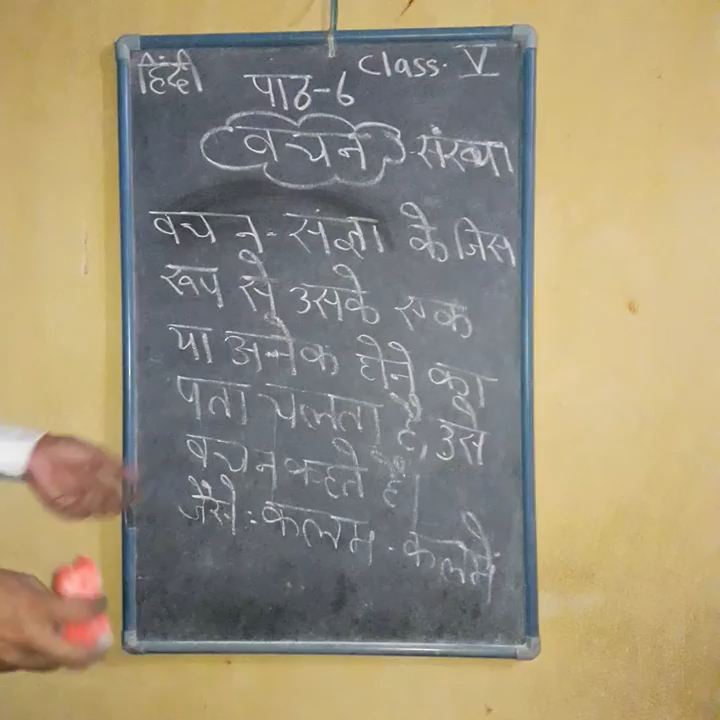 हिंदी Class. V
पाठ-6
वचन संख्या
वचन - संज्ञा के जिस
रूप से उसके एक
या अनेक होने का
पता चलता है, उसे
वचन कहते हैं।
जैसे : कलम - कलमें